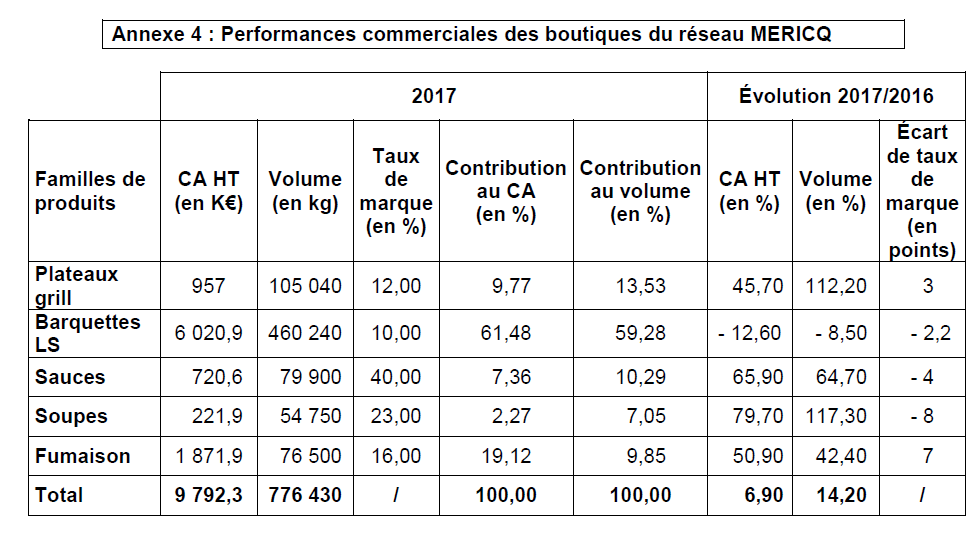 Annexe 4 : Performances commerciales des boutiques du réseau MERICQ
2017
Évolution 2017/2016
Familles de produits
CA HT (en K€)
Volume (en kg)
Taux de marque (en %)
Contribution au CA (en %)
Contribution au volume (en %)
CA HT (en %)
Volume (en %)
Écart de taux de marque (en points)
Plateaux grill 957 105 040 12,00 9,77 13,53 45,70 112,20 3
Barquettes LS 6 020,9 460 240 10,00 61,48 59,28 - 12,60 - 8,50 - 2,2
Sauces 720,6 79 900 40,00 7,36 10,29 65,90 64,70 - 4
Soupes 221,9 54 750 23,00 2,27 7,05 79,70 117,30 - 8
Fumaison 1 871,9 76 500 16,00 19,12 9,85 50,90 42,40 7
Total 9 792,3 776 430 / 100,00 100,00 6,90 14,20 /